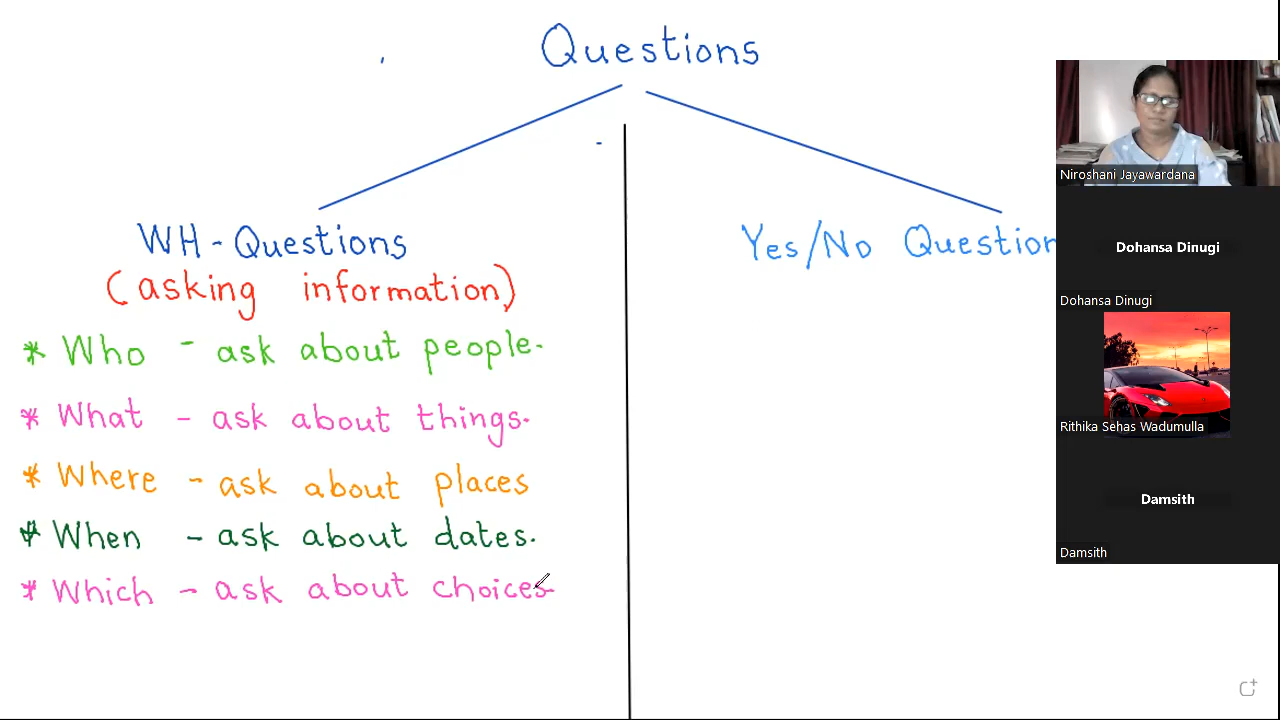 Questions
WH-Questions
(asking information)
* Who - ask about people.
* What - ask about things.
* Where - ask about places
* When - ask about dates.
* Which - ask about choices
Yes/No Question
Niroshani Jayawardana
Dohansa Dinugi
Dohansa Dinugi
Rithika Sehas Wadumulla
Damsith
Damsith